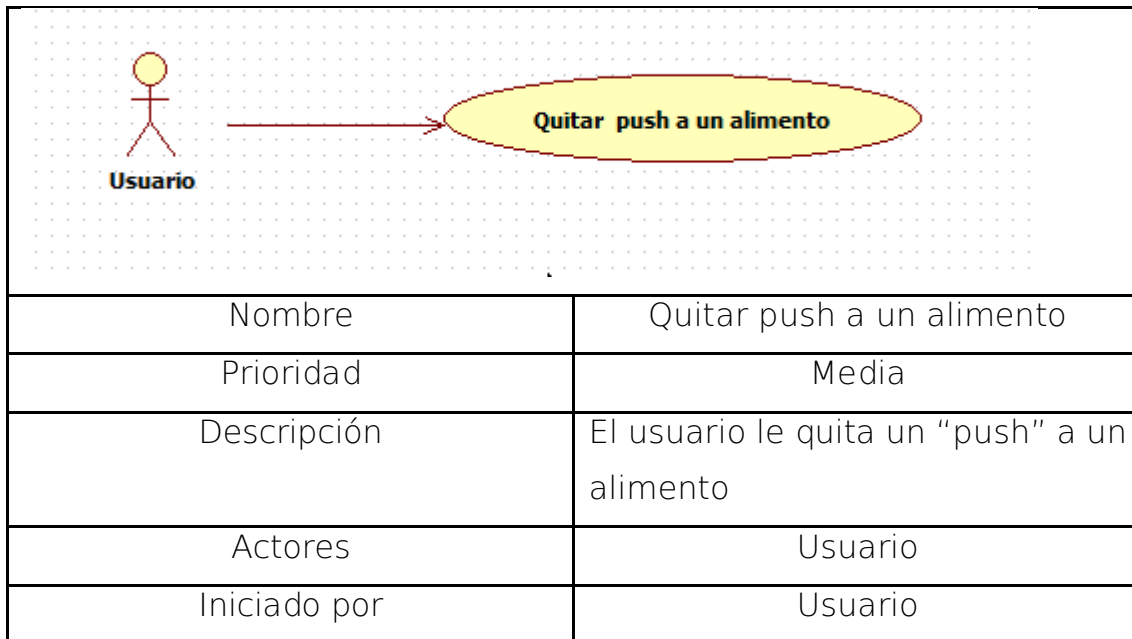 Quitar push a un alimento
Usuario
Nombre Quitar push a un alimento
Prioridad Media
Descripción El usuario le quita un “push” a un
alimento
Actores Usuario
Iniciado por Usuario